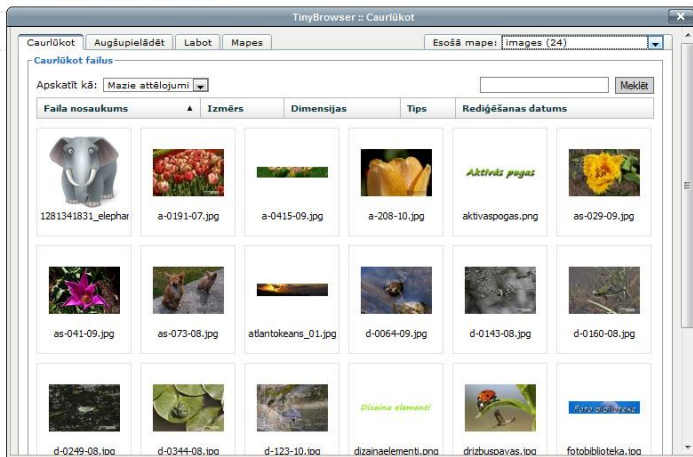 TinyBrowser :: Caurlūkot
Caurlūkot Augšupielādēt Labot Mapes Esošā mape: images (24)
Caurlūkot failus
Apskatīt kā: Mazie attēlojumi Meklēt
Faila nosaukums Izmērs Dimensijas Tips Rediģēšanas datums
Aktīvās pogas
1281341831_elephan a-0191-07.jpg a-0415-09.jpg a-208-10.jpg aktivaspogas.png as-029-09.jpg
as-041-09.jpg as-073-08.jpg atlantokeans_01.jpg d-0064-09.jpg d-0143-08.jpg d-0160-08.jpg
Dizaina elementi
d-0249-08.jpg d-0344-08.jpg d-123-10.jpg dizainaelementi.png drizbuspavas.jpg fotobiblioteka.jpg